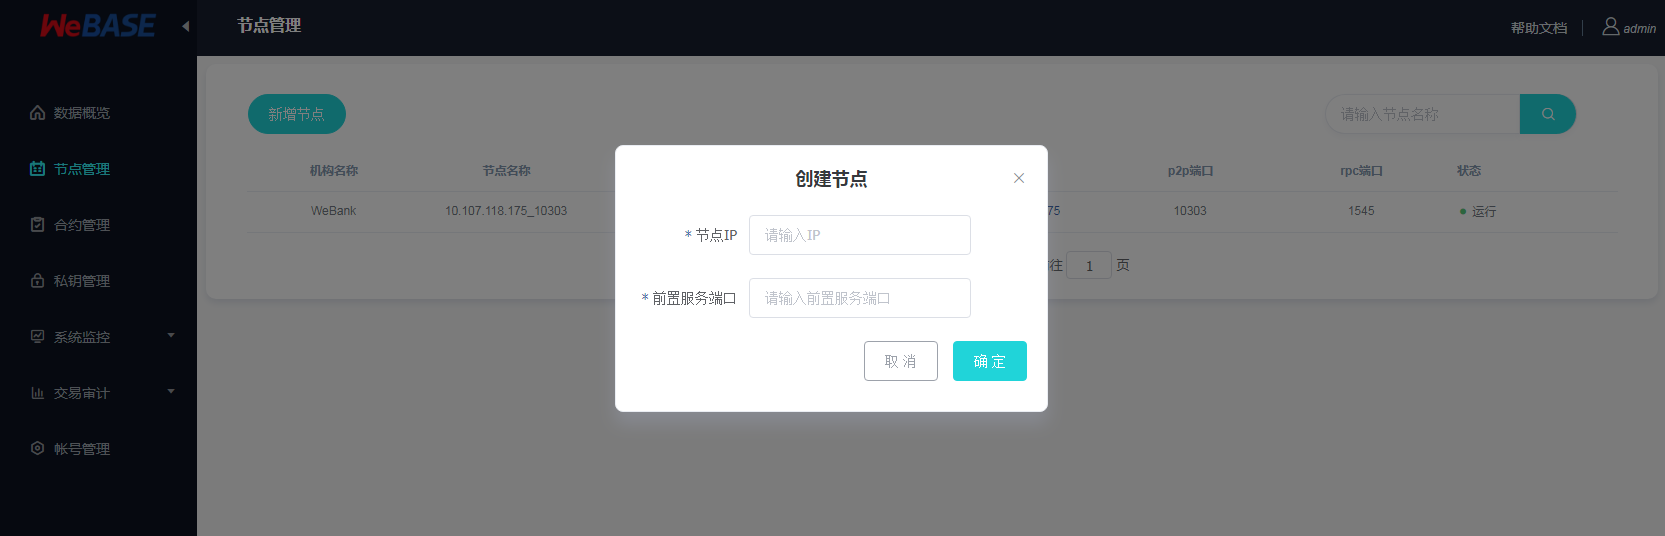 WeBASE
节点管理
帮助文档
admin
数据概览
节点管理
合约管理
私钥管理
系统监控
交易审计
帐号管理
新增节点
请输入节点名称
机构名称 节点名称 p2p端口 rpc端口 状态
WeBank 10.107.118.175_10303 75 10303 1545 运行
往 1 页
创建节点
* 节点IP 请输入IP
* 前置服务端口 请输入前置服务端口
取 消 确 定